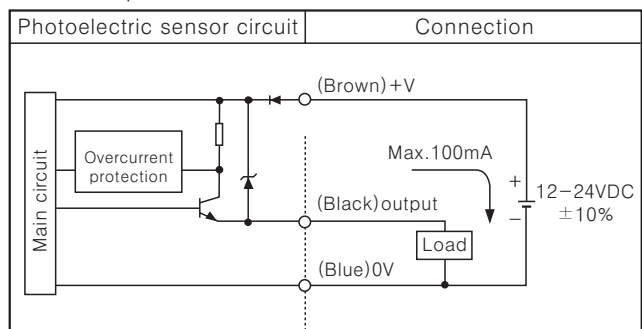 Photoelectric sensor circuit
Connection
(Brown)+V
Main circuit
Overcurrent
protection
Max.100mA
+
12−24VDC
−
±10%
(Black)output
Load
(Blue)0V